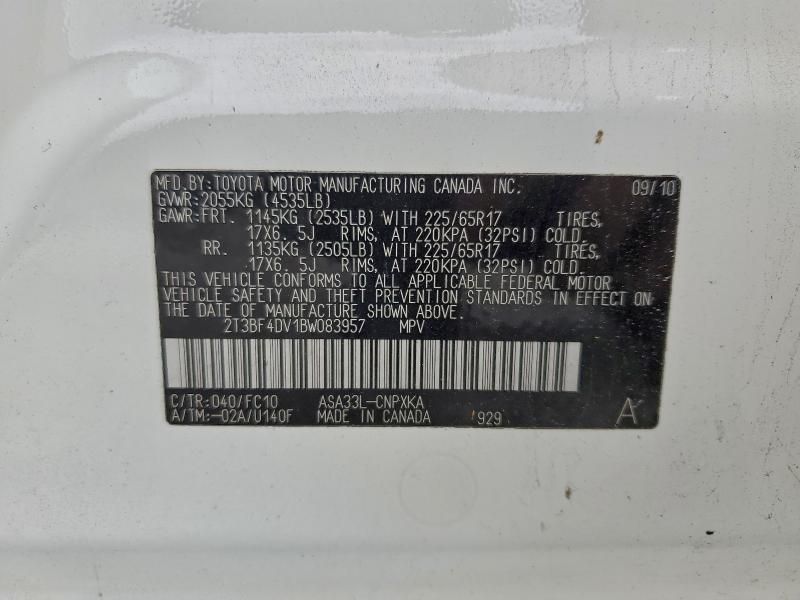 MFD.BY:TOYOTA MOTOR MANUFACTURING CANADA INC. 09/10
GVWR:2055KG (4535LB)
GAWR:FRT. 1145KG (2535LB) WITH 225/65R17 TIRES,
17X6.5J RIMS, AT 220KPA (32PSI) COLD.
RR. 1135KG (2505LB) WITH 225/65R17 TIRES,
17X6.5J RIMS, AT 220KPA (32PSI) COLD.
THIS VEHICLE CONFORMS TO ALL APPLICABLE FEDERAL MOTOR
VEHICLE SAFETY AND THEFT PREVENTION STANDARDS IN EFFECT ON
THE DATE OF MANUFACTURE SHOWN ABOVE.
2T3BF4DV1BW083957 MPV
C/TR:040/FC10 ASA33L-CNPXKA
A/TM:-02A/U140F MADE IN CANADA 929 A